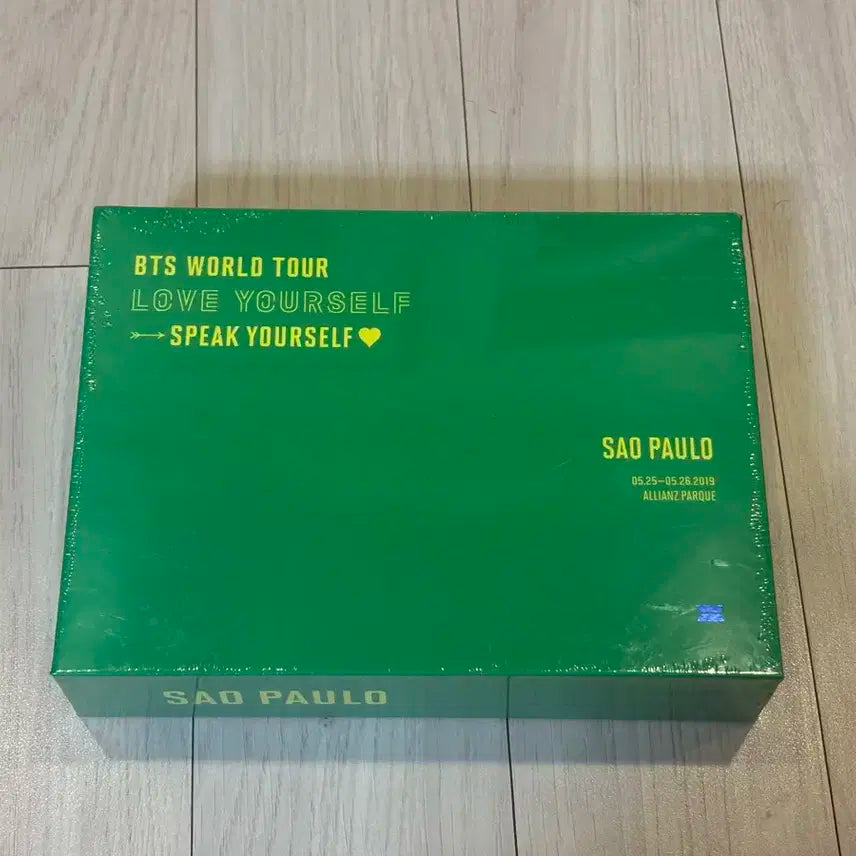 BTS WORLD TOUR
LOVE YOURSELF
SPEAK YOURSELF
SAO PAULO
05.25–05.26.2019
ALLIANZ PARQUE
SAO PAULO